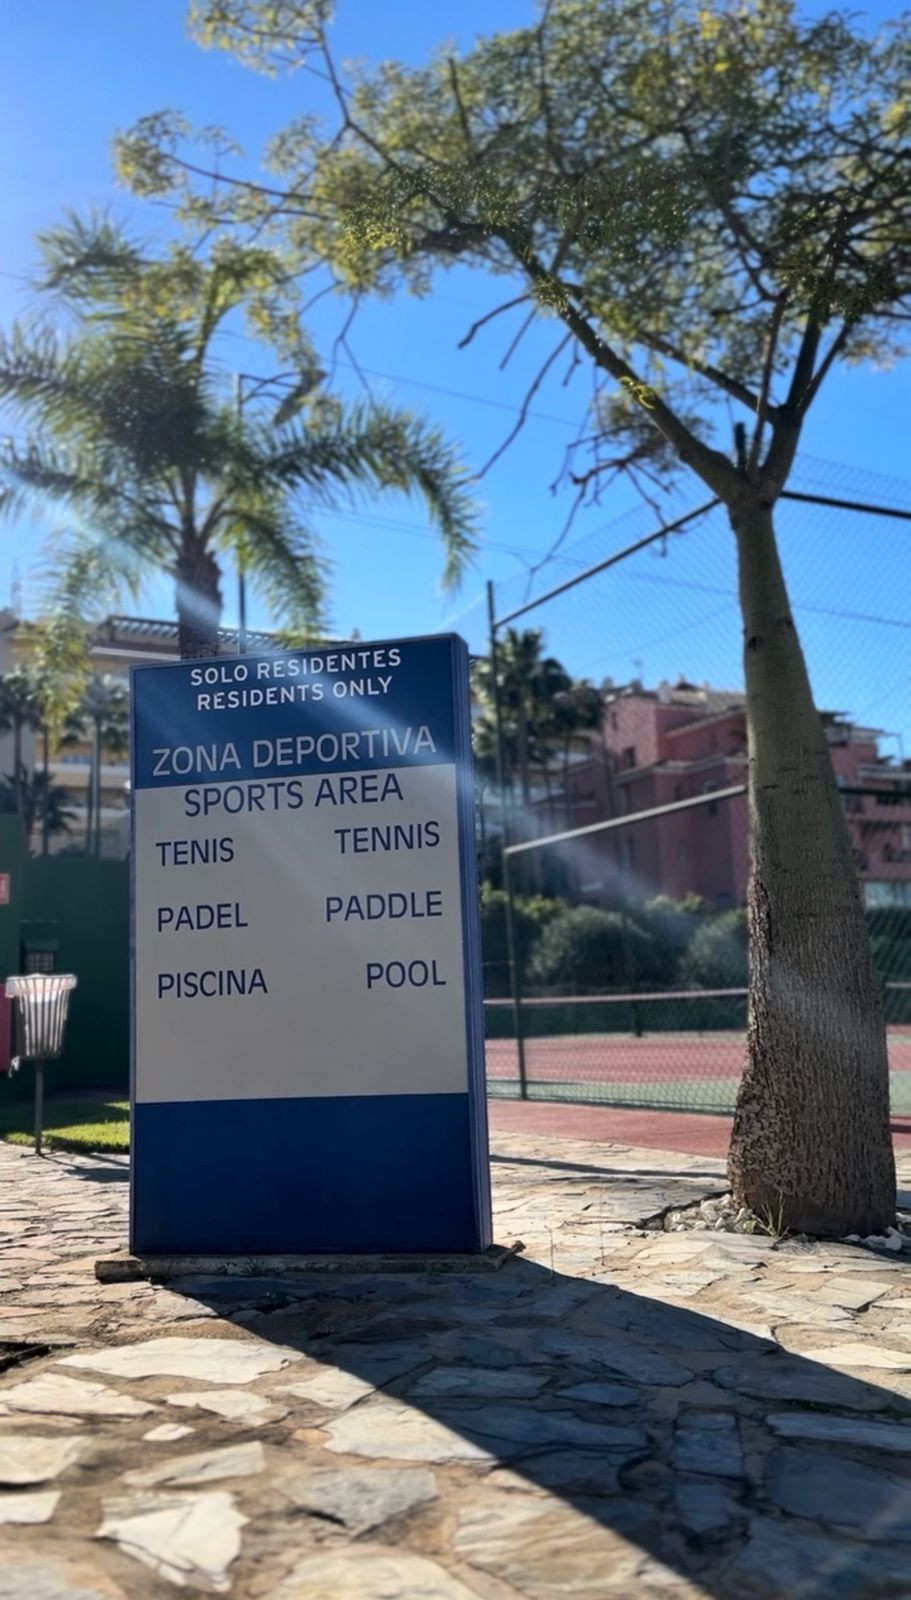 SOLO RESIDENTES
RESIDENTS ONLY
ZONA DEPORTIVA
SPORTS AREA
TENIS TENNIS
PADEL PADDLE
PISCINA POOL